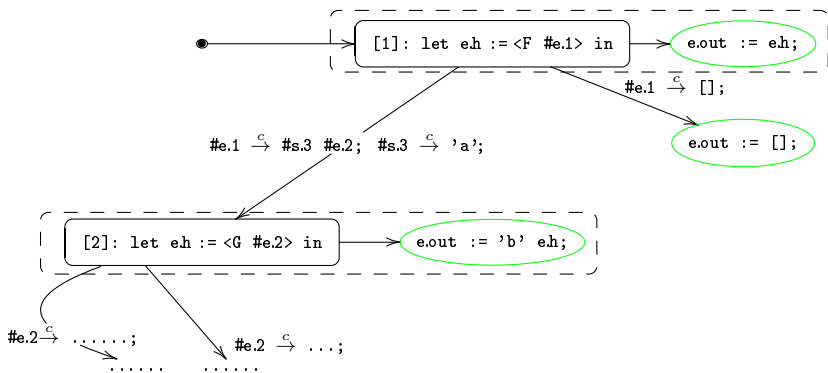 [1]: let e.h := <F #e.1> in
e.out := e.h;
#e.1 →ᶜ [];
#e.1 →ᶜ #s.3 #e.2; #s.3 →ᶜ 'a';
e.out := [];
[2]: let e.h := <G #e.2> in
e.out := 'b' e.h;
#e.2 →ᶜ ......;
#e.2 →ᶜ ...;
......
......